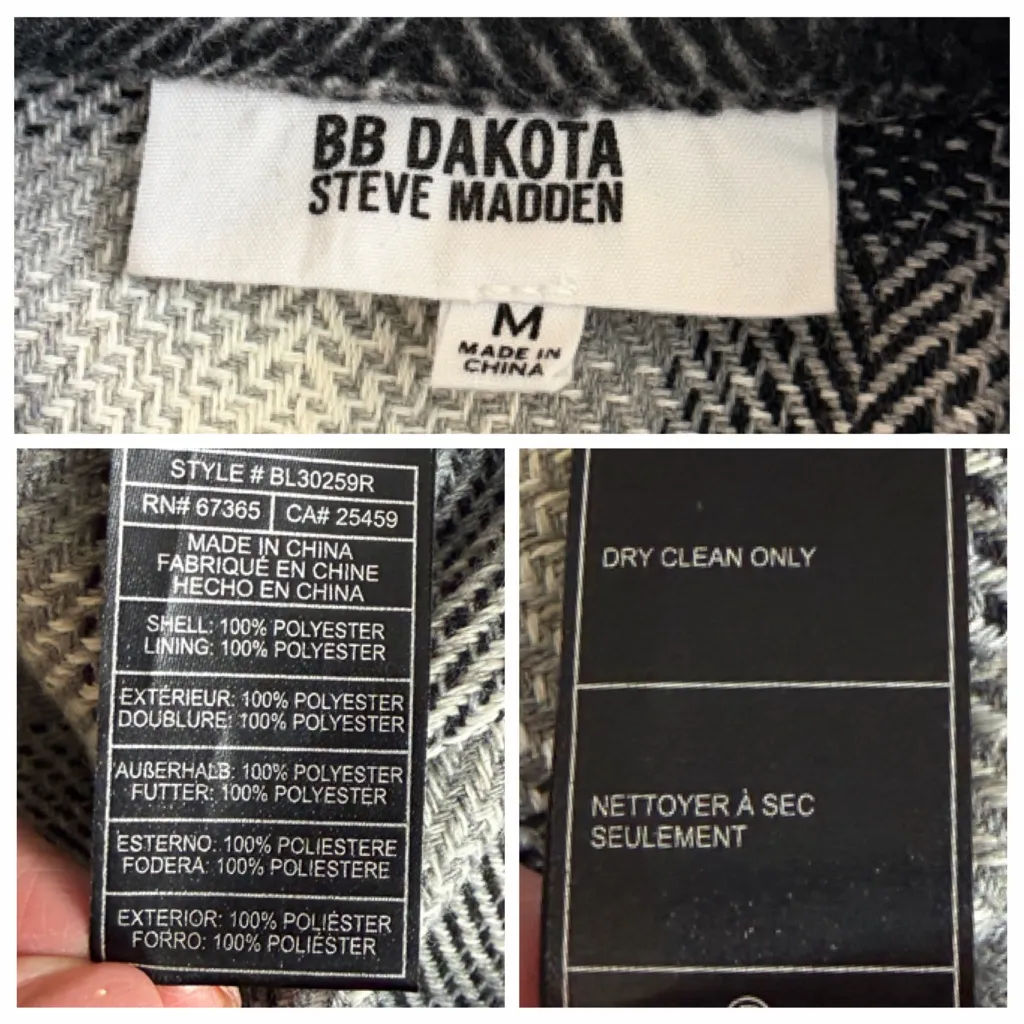 BB DAKOTA
STEVE MADDEN
M
MADE IN
CHINA
STYLE # BL30259R
RN# 67365 CA# 25459
MADE IN CHINA
FABRIQUÉ EN CHINE
HECHO EN CHINA
SHELL: 100% POLYESTER
LINING: 100% POLYESTER
EXTÉRIEUR: 100% POLYESTER
DOUBLURE: 100% POLYESTER
AUßERHALB: 100% POLYESTER
FUTTER: 100% POLYESTER
ESTERNO: 100% POLIESTERE
FODERA: 100% POLIESTERE
EXTERIOR: 100% POLIÉSTER
FORRO: 100% POLIÉSTER
DRY CLEAN ONLY
NETTOYER À SEC
SEULEMENT